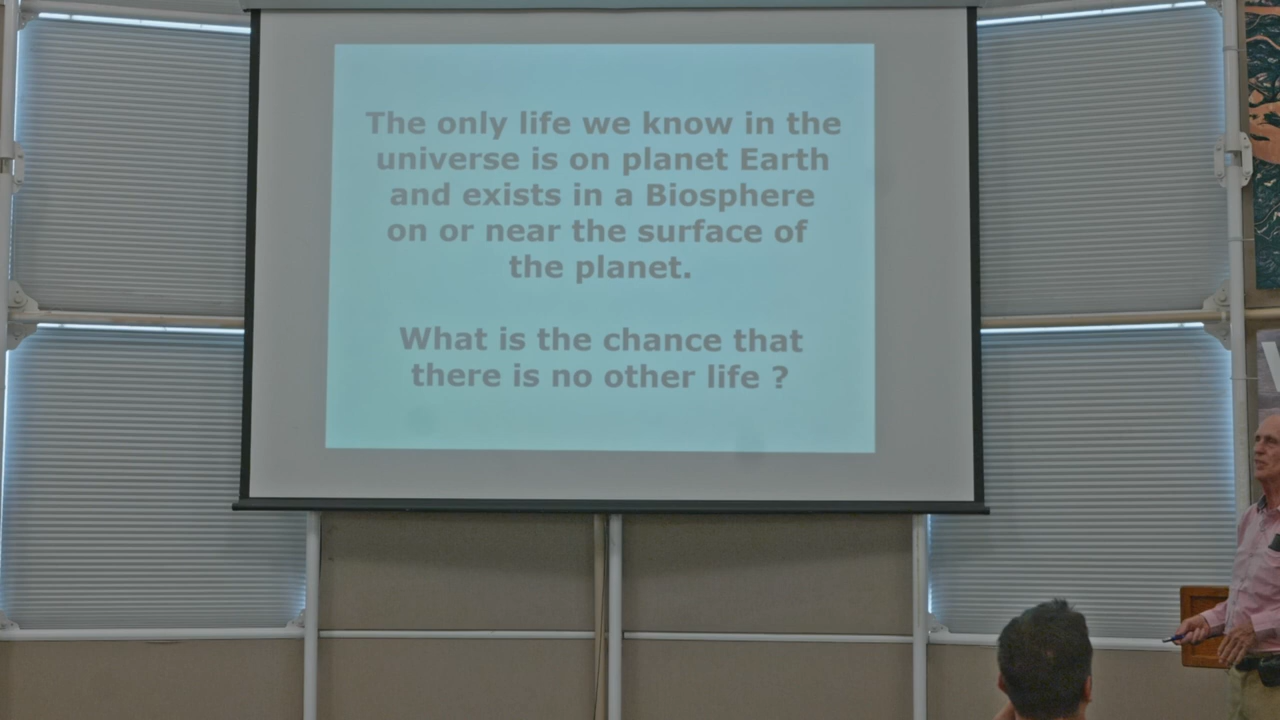 The only life we know in the
universe is on planet Earth
and exists in a Biosphere
on or near the surface of
the planet.
What is the chance that
there is no other life ?